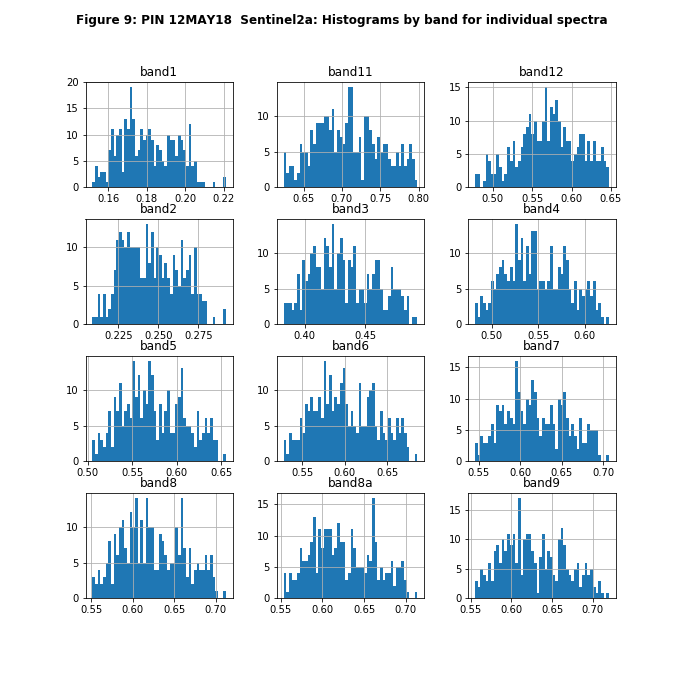 Figure 9: PIN 12MAY18  Sentinel2a: Histograms by band for individual spectra
band1 band11 band12
20 15 10 5 0
10 5 0
15 10 5 0
0.16 0.18 0.20 0.22
0.65 0.70 0.75 0.80
0.50 0.55 0.60 0.65
band2 band3 band4
10 5 0
10 5 0
10 5 0
0.225 0.250 0.275
0.40 0.45
0.50 0.55 0.60
band5 band6 band7
10 5 0
10 5 0
15 10 5 0
0.50 0.55 0.60 0.65
0.55 0.60 0.65
0.55 0.60 0.65 0.70
band8 band8a band9
10 5 0
15 10 5 0
15 10 5 0
0.55 0.60 0.65 0.70
0.55 0.60 0.65 0.70
0.55 0.60 0.65 0.70